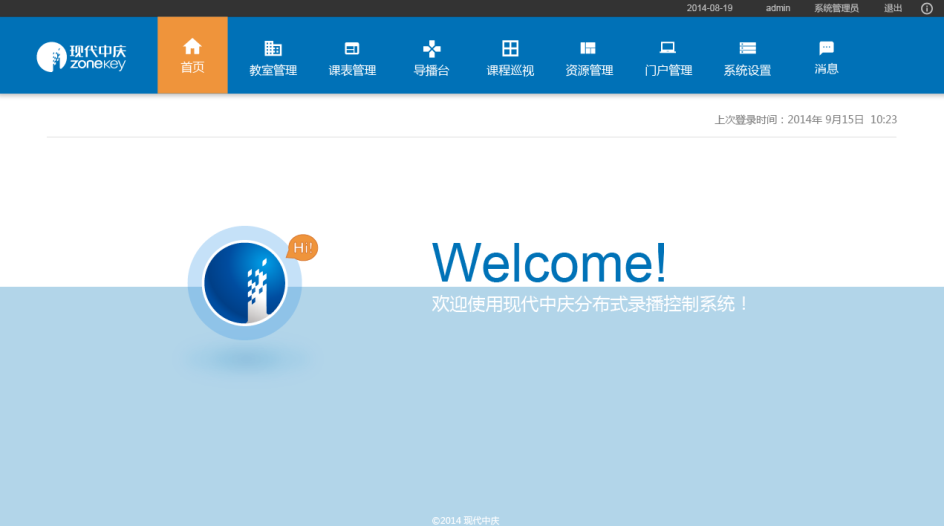 2014-08-19 admin 系统管理员 退出
现代中庆
zonekey
首页 教室管理 课表管理 导播台 课程巡视 资源管理 门户管理 系统设置 消息
上次登录时间：2014年 9月15日 10:23
Hi!
Welcome!
欢迎使用现代中庆分布式录播控制系统！
©2014 现代中庆